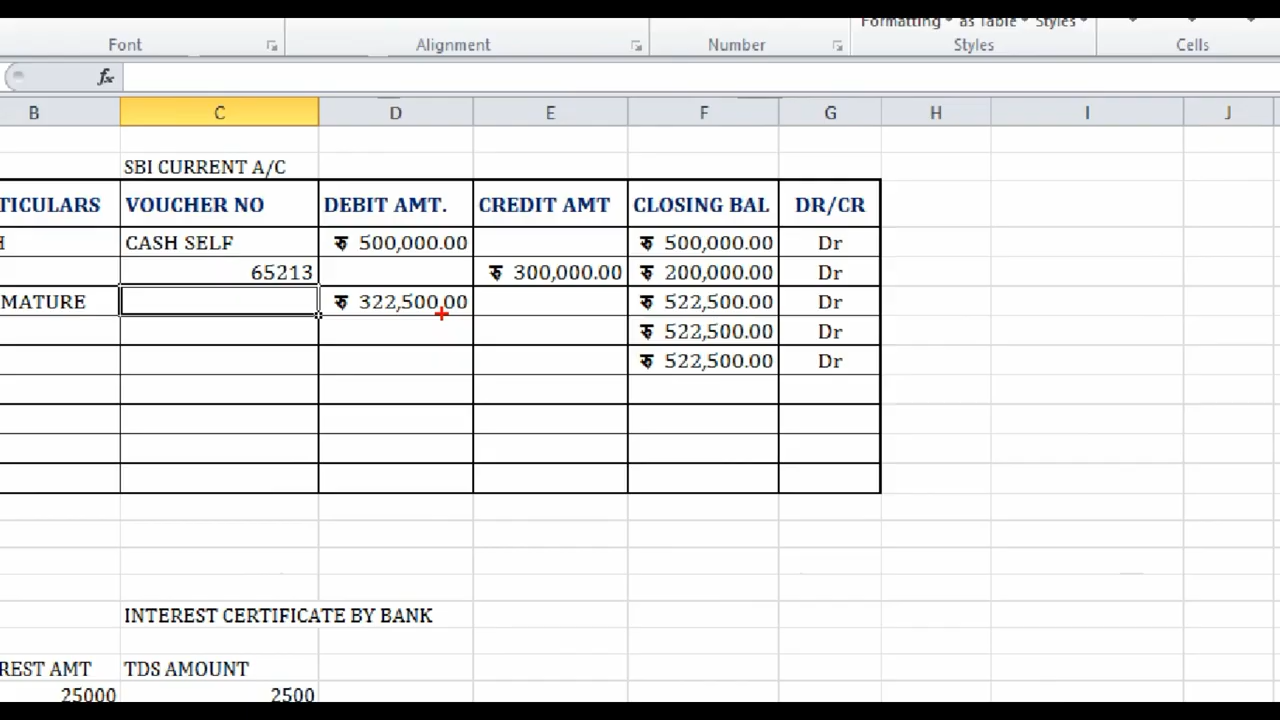 Formatting as Table Styles
Font Alignment Number Styles Cells
fx
B C D E F G H I J
SBI CURRENT A/C
TICULARS VOUCHER NO DEBIT AMT. CREDIT AMT CLOSING BAL DR/CR
H CASH SELF रु 500,000.00 रु 500,000.00 Dr
65213 रु 300,000.00 रु 200,000.00 Dr
MATURE रु 322,500.00 रु 522,500.00 Dr
रु 522,500.00 Dr
रु 522,500.00 Dr
INTEREST CERTIFICATE BY BANK
REST AMT TDS AMOUNT
25000 2500